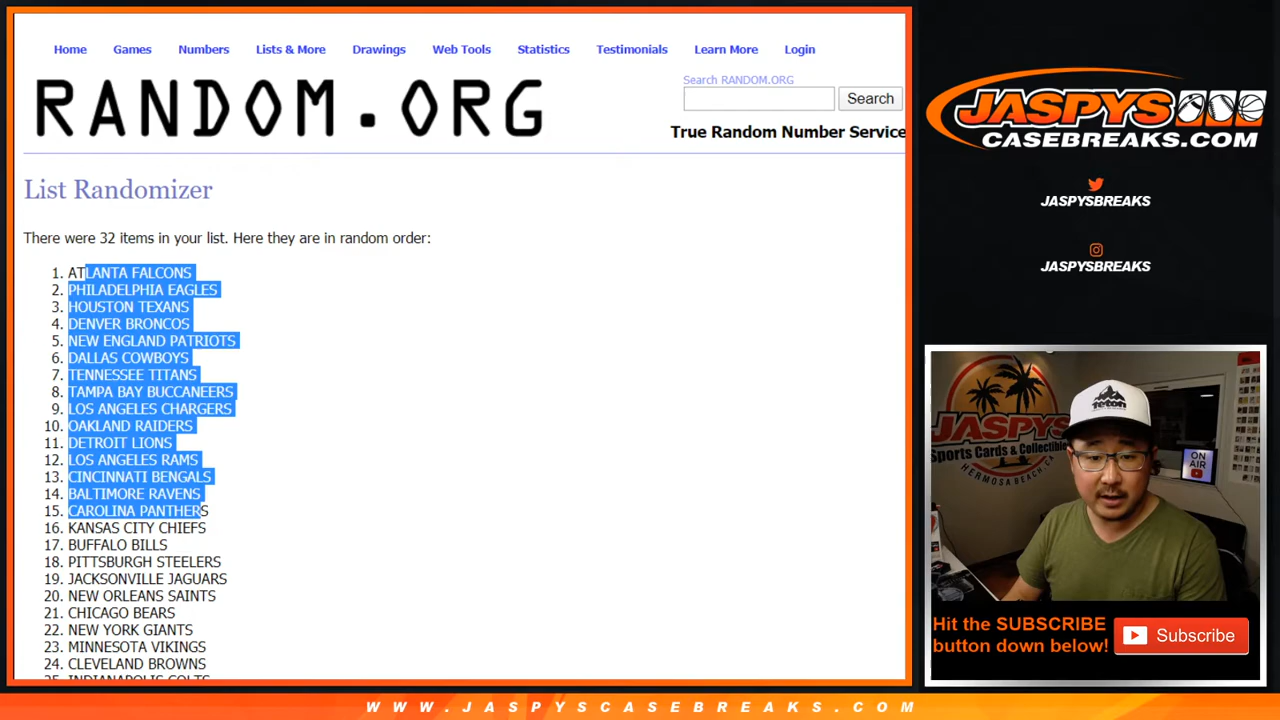 Home Games Numbers Lists & More Drawings Web Tools Statistics Testimonials Learn More Login
RANDOM.ORG
Search RANDOM.ORG
Search
True Random Number Service
List Randomizer
There were 32 items in your list. Here they are in random order:
1. ATLANTA FALCONS
2. PHILADELPHIA EAGLES
3. HOUSTON TEXANS
4. DENVER BRONCOS
5. NEW ENGLAND PATRIOTS
6. DALLAS COWBOYS
7. TENNESSEE TITANS
8. TAMPA BAY BUCCANEERS
9. LOS ANGELES CHARGERS
10. OAKLAND RAIDERS
11. DETROIT LIONS
12. LOS ANGELES RAMS
13. CINCINNATI BENGALS
14. BALTIMORE RAVENS
15. CAROLINA PANTHERS
16. KANSAS CITY CHIEFS
17. BUFFALO BILLS
18. PITTSBURGH STEELERS
19. JACKSONVILLE JAGUARS
20. NEW ORLEANS SAINTS
21. CHICAGO BEARS
22. NEW YORK GIANTS
23. MINNESOTA VIKINGS
24. CLEVELAND BROWNS
25. INDIANAPOLIS COLTS
JASPYS
CASEBREAKS.COM
JASPYSBREAKS
JASPYSBREAKS
JASPYS
Sports Cards & Collectibles
HERMOSA BEACH, CA
Teton
ON AIR
Hit the SUBSCRIBE
button down below!
Subscribe
WWW.JASPYSCASEBREAKS.COM